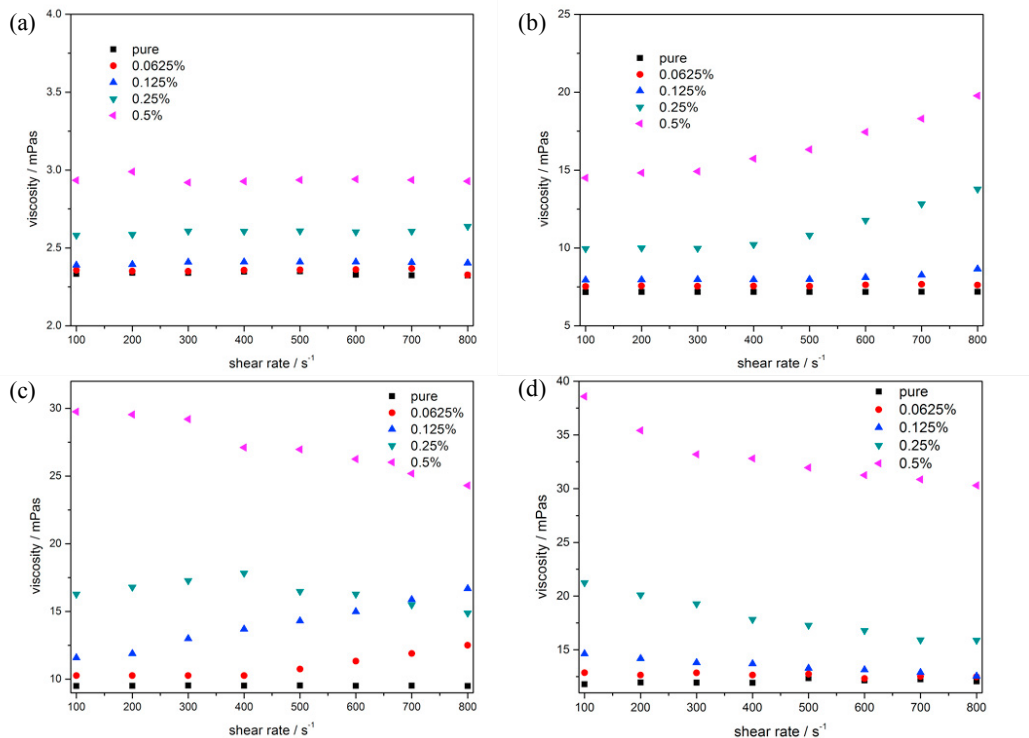 (a)
4.0
3.5
3.0
2.5
2.0
viscosity / mPas
pure
0.0625%
0.125%
0.25%
0.5%
100 200 300 400 500 600 700 800
shear rate / s⁻¹
(b)
25
20
15
10
5
viscosity / mPas
pure
0.0625%
0.125%
0.25%
0.5%
100 200 300 400 500 600 700 800
shear rate / s⁻¹
(c)
30
25
20
15
10
viscosity / mPas
pure
0.0625%
0.125%
0.25%
0.5%
100 200 300 400 500 600 700 800
shear rate / s⁻¹
(d)
40
35
30
25
20
15
viscosity / mPas
pure
0.0625%
0.125%
0.25%
0.5%
100 200 300 400 500 600 700 800
shear rate / s⁻¹